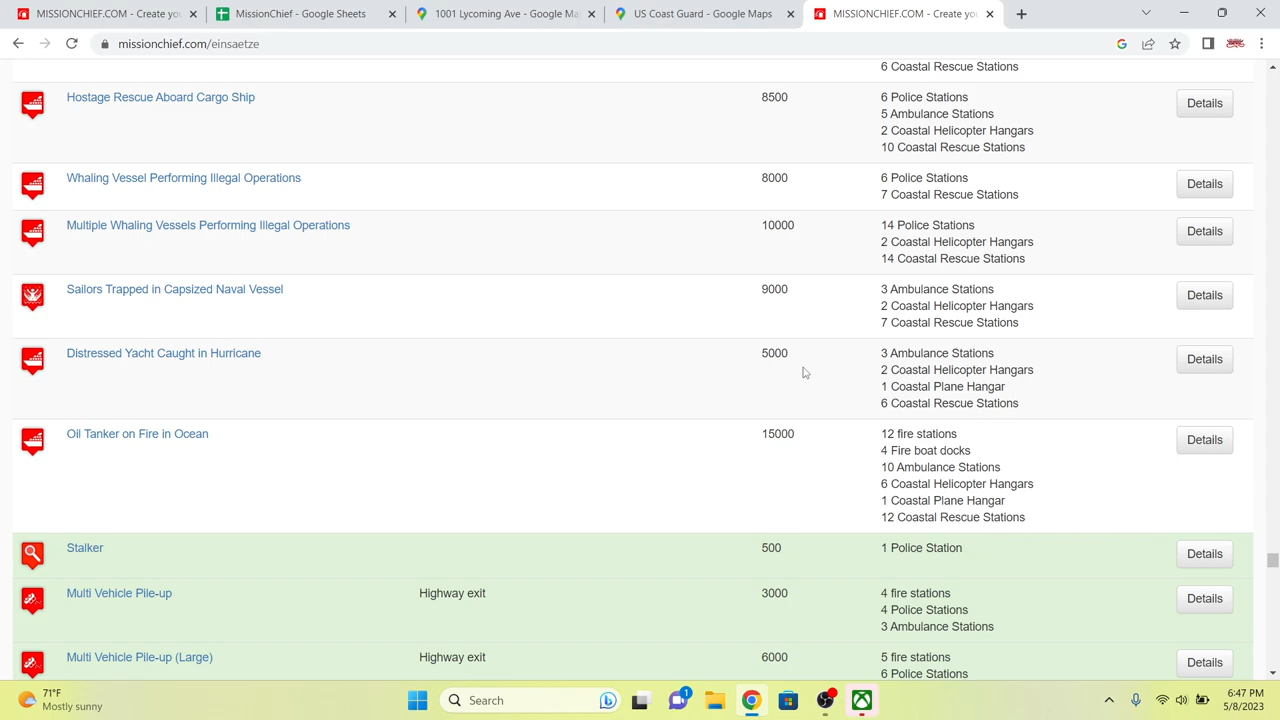 MISSIONCHIEF.COM - Create you
MissionChief - Google Sheets
1001 Lycoming Ave - Google Ma
US Coast Guard - Google Maps
MISSIONCHIEF.COM - Create you
missionchief.com/einsaetze
6 Coastal Rescue Stations
Hostage Rescue Aboard Cargo Ship 8500 6 Police Stations Details
5 Ambulance Stations
2 Coastal Helicopter Hangars
10 Coastal Rescue Stations
Whaling Vessel Performing Illegal Operations 8000 6 Police Stations Details
7 Coastal Rescue Stations
Multiple Whaling Vessels Performing Illegal Operations 10000 14 Police Stations Details
2 Coastal Helicopter Hangars
14 Coastal Rescue Stations
Sailors Trapped in Capsized Naval Vessel 9000 3 Ambulance Stations Details
2 Coastal Helicopter Hangars
7 Coastal Rescue Stations
Distressed Yacht Caught in Hurricane 5000 3 Ambulance Stations Details
2 Coastal Helicopter Hangars
1 Coastal Plane Hangar
6 Coastal Rescue Stations
Oil Tanker on Fire in Ocean 15000 12 fire stations Details
4 Fire boat docks
10 Ambulance Stations
6 Coastal Helicopter Hangars
1 Coastal Plane Hangar
12 Coastal Rescue Stations
Stalker 500 1 Police Station Details
Multi Vehicle Pile-up Highway exit 3000 4 fire stations Details
4 Police Stations
3 Ambulance Stations
Multi Vehicle Pile-up (Large) Highway exit 6000 5 fire stations Details
6 Police Stations
71°F
Mostly sunny
Search
1
6:47 PM
5/8/2023